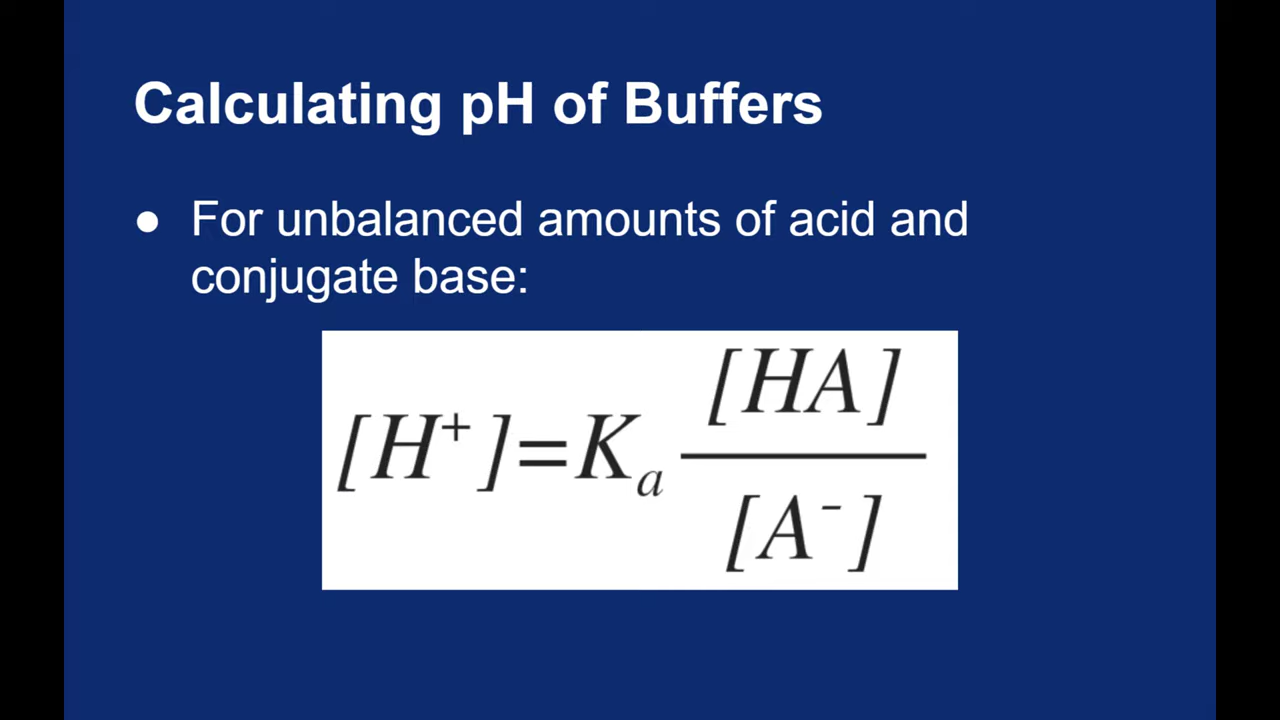 Calculating pH of Buffers
● For unbalanced amounts of acid and
conjugate base:
[H⁺]=Kₐ [HA]
[A⁻]